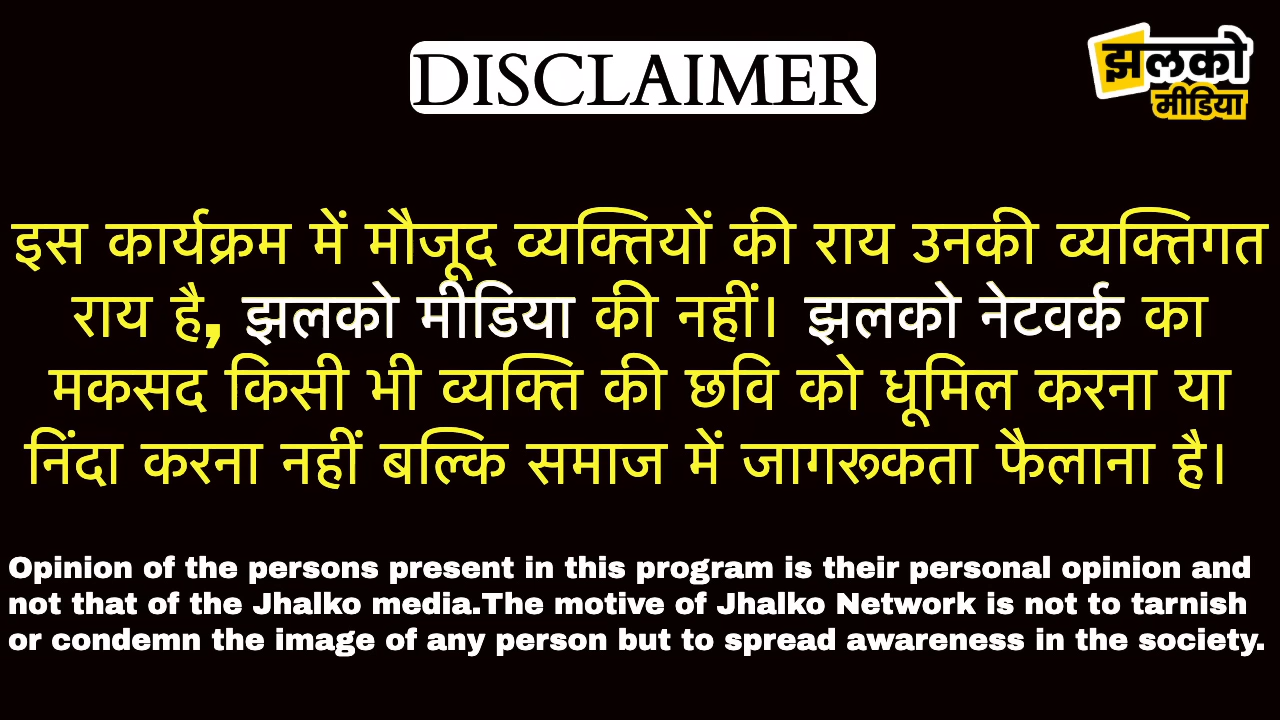 DISCLAIMER
झलको
मीडिया
इस कार्यक्रम में मौजूद व्यक्तियों की राय उनकी व्यक्तिगत
राय है, झलको मीडिया की नहीं। झलको नेटवर्क का
मकसद किसी भी व्यक्ति की छवि को धूमिल करना या
निंदा करना नहीं बल्कि समाज में जागरूकता फैलाना है।
Opinion of the persons present in this program is their personal opinion and
not that of the Jhalko media.The motive of Jhalko Network is not to tarnish
or condemn the image of any person but to spread awareness in the society.